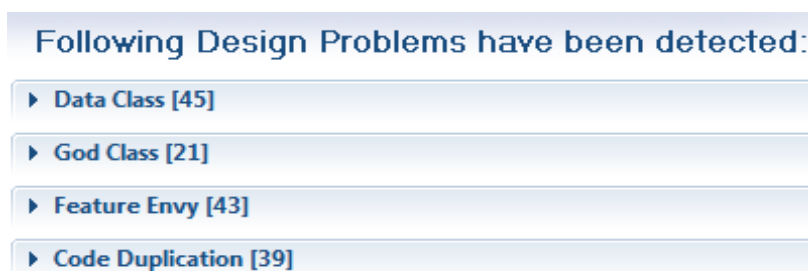 Following Design Problems have been detected:
Data Class [45]
God Class [21]
Feature Envy [43]
Code Duplication [39]